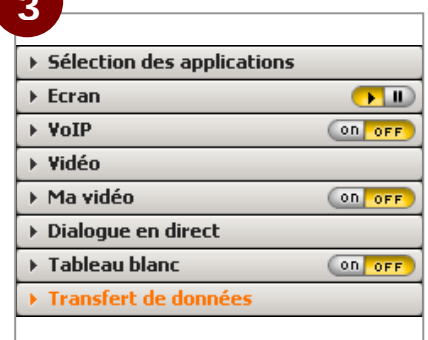 3
Sélection des applications
Ecran
VoIP on OFF
Vidéo
Ma vidéo on OFF
Dialogue en direct
Tableau blanc on OFF
Transfert de données